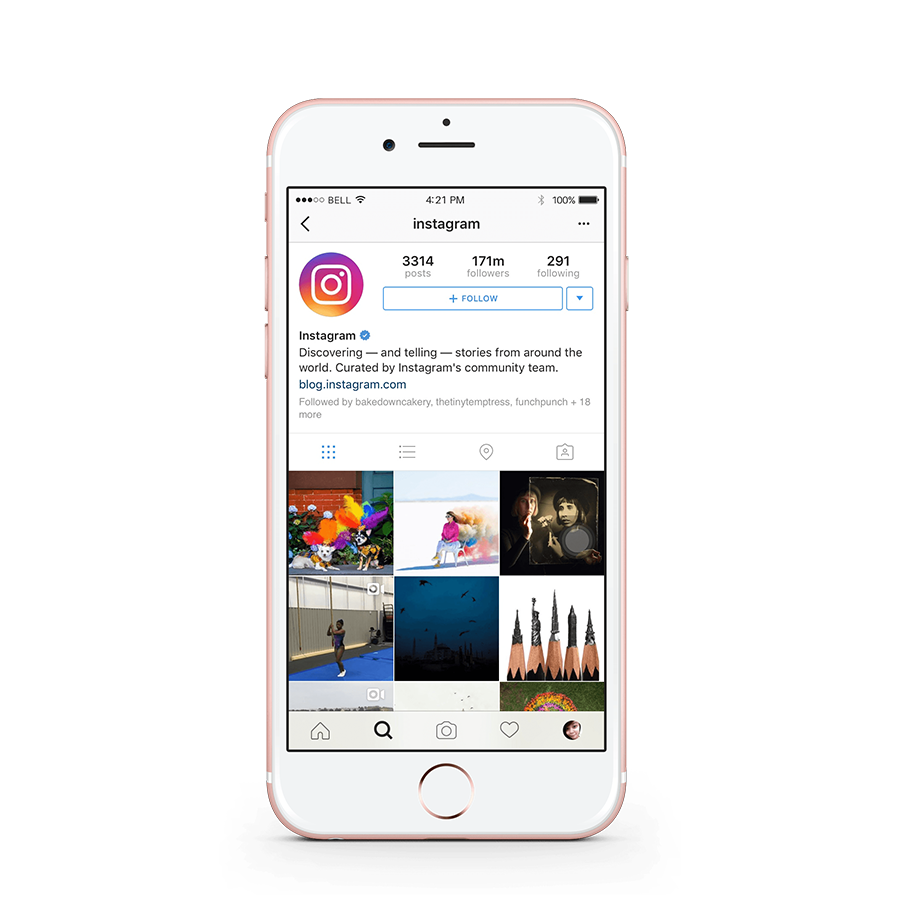 BELL 4:21 PM 100%
instagram
3314 171m 291
posts followers following
+ FOLLOW
Instagram
Discovering — and telling — stories from around the
world. Curated by Instagram's community team.
blog.instagram.com
Followed by bakedowncakery, thetinytemptress, funchpunch + 18
more